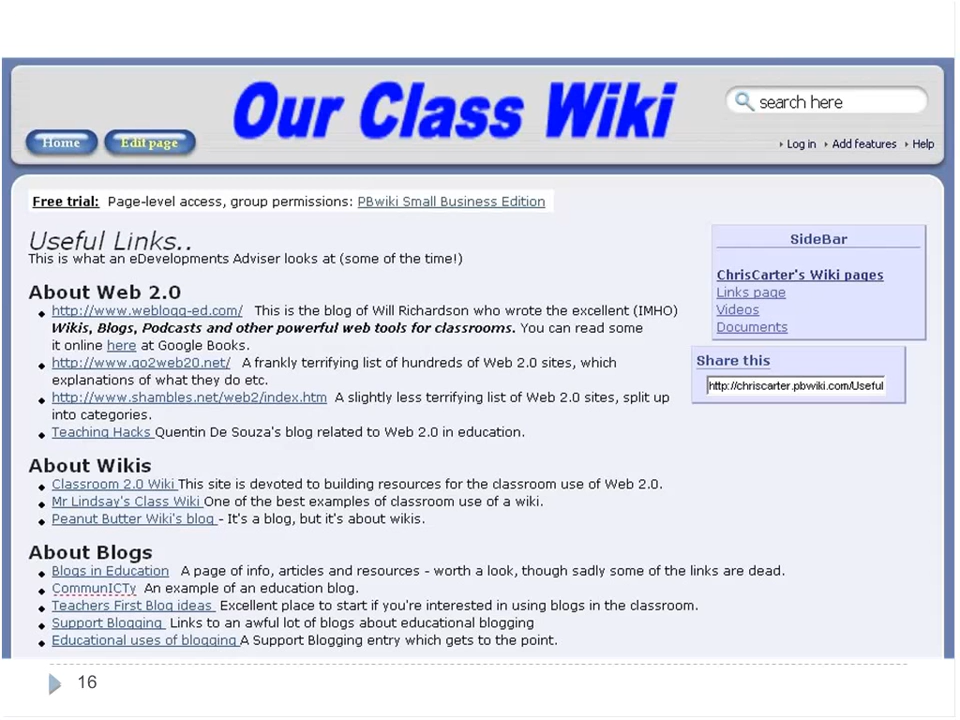 Our Class Wiki
search here
Home
Edit page
Log in
Add features
Help
Free trial: Page-level access, group permissions: PBwiki Small Business Edition
Useful Links..
This is what an eDevelopments Adviser looks at (some of the time!)
About Web 2.0
http://www.weblogg-ed.com/ This is the blog of Will Richardson who wrote the excellent (IMHO)
Wikis, Blogs, Podcasts and other powerful web tools for classrooms. You can read some
it online here at Google Books.
http://www.go2web20.net/ A frankly terrifying list of hundreds of Web 2.0 sites, which
explanations of what they do etc.
http://www.shambles.net/web2/index.htm A slightly less terrifying list of Web 2.0 sites, split up
into categories.
Teaching Hacks Quentin De Souza's blog related to Web 2.0 in education.
About Wikis
Classroom 2.0 Wiki This site is devoted to building resources for the classroom use of Web 2.0.
Mr Lindsay's Class Wiki One of the best examples of classroom use of a wiki.
Peanut Butter Wiki's blog - It's a blog, but it's about wikis.
About Blogs
Blogs in Education A page of info, articles and resources - worth a look, though sadly some of the links are dead.
CommunICTy An example of an education blog.
Teachers First Blog ideas Excellent place to start if you're interested in using blogs in the classroom.
Support Blogging Links to an awful lot of blogs about educational blogging
Educational uses of blogging A Support Blogging entry which gets to the point.
SideBar
ChrisCarter's Wiki pages
Links page
Videos
Documents
Share this
http://chriscarter.pbwiki.com/Useful
16